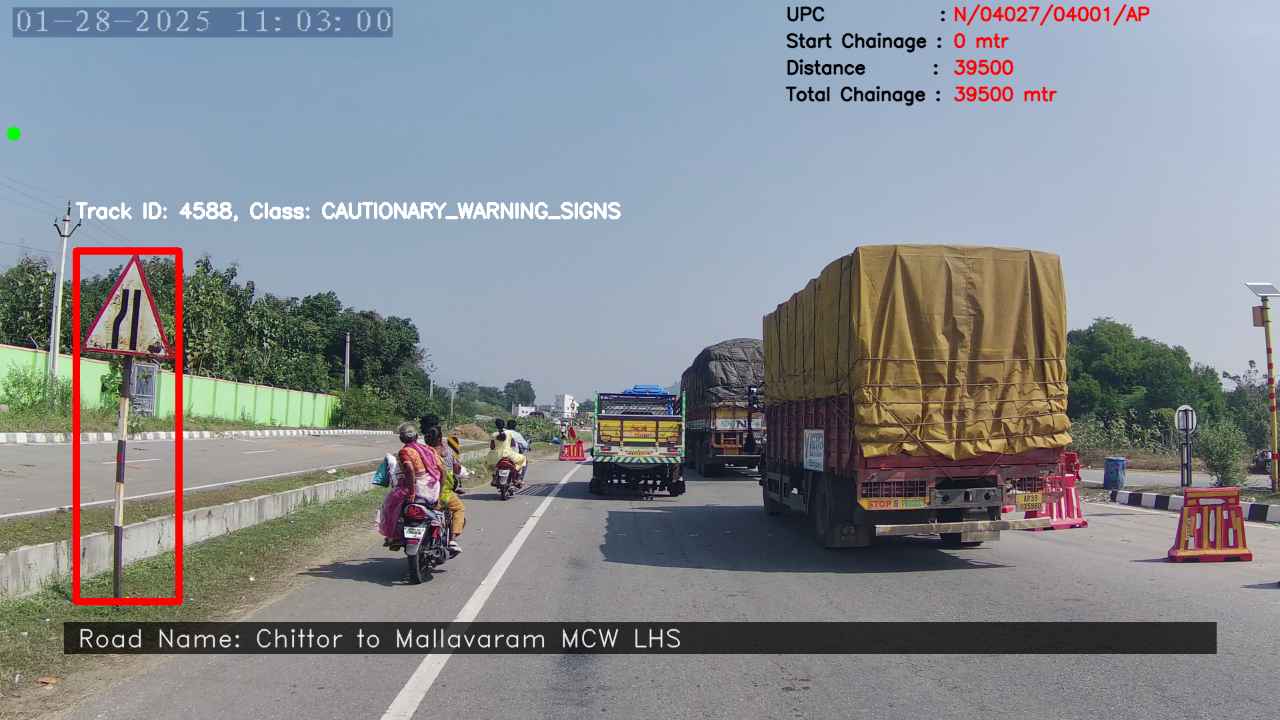 01-28-2025 11:03:00
UPC : N/04027/04001/AP
Start Chainage : 0 mtr
Distance : 39500
Total Chainage : 39500 mtr
Track ID: 4588, Class: CAUTIONARY_WARNING_SIGNS
STOP
Road Name: Chittor to Mallavaram MCW LHS